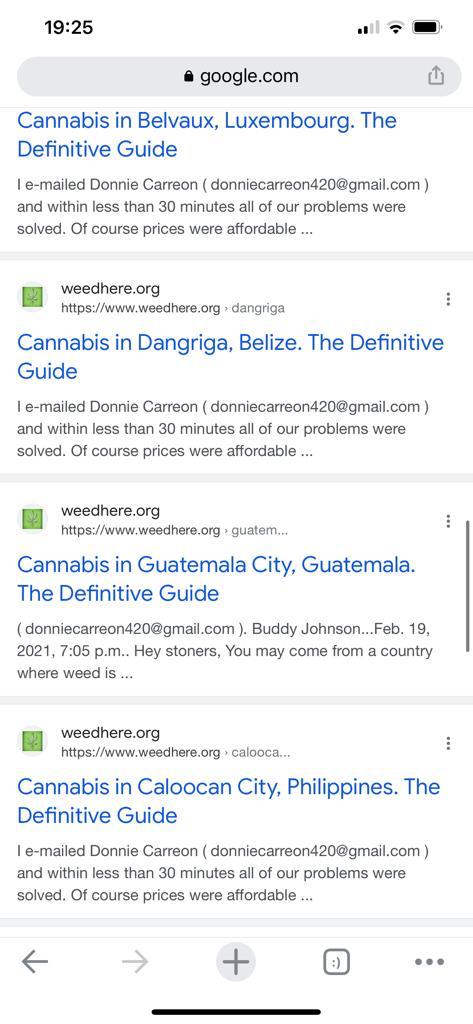 19:25
google.com
Cannabis in Belvaux, Luxembourg. The
Definitive Guide
I e-mailed Donnie Carreon ( donniecarreon420@gmail.com )
and within less than 30 minutes all of our problems were
solved. Of course prices were affordable ...
weedhere.org
https://www.weedhere.org › dangriga
Cannabis in Dangriga, Belize. The Definitive
Guide
I e-mailed Donnie Carreon ( donniecarreon420@gmail.com )
and within less than 30 minutes all of our problems were
solved. Of course prices were affordable ...
weedhere.org
https://www.weedhere.org › guatem...
Cannabis in Guatemala City, Guatemala.
The Definitive Guide
( donniecarreon420@gmail.com ). Buddy Johnson...Feb. 19,
2021, 7:05 p.m.. Hey stoners, You may come from a country
where weed is ...
weedhere.org
https://www.weedhere.org › calooca...
Cannabis in Caloocan City, Philippines. The
Definitive Guide
I e-mailed Donnie Carreon ( donniecarreon420@gmail.com )
and within less than 30 minutes all of our problems were
solved. Of course prices were affordable ...
:)